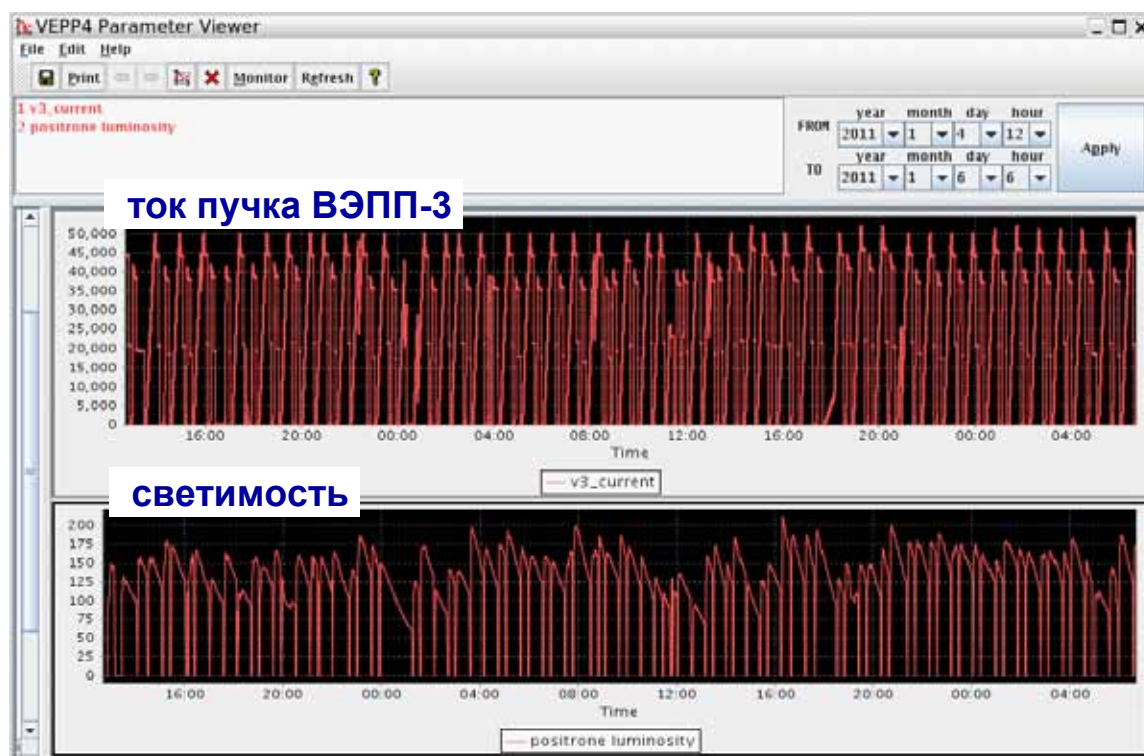 VEPP4 Parameter Viewer
File Edit Help
Print Monitor Refresh ?
1 v3_current
2 positrone luminosity
year month day hour
FROM 2011 1 4 12
Apply
year month day hour
TO 2011 1 6 6
ток пучка ВЭПП-3
50,000
45,000
40,000
35,000
30,000
25,000
20,000
15,000
10,000
5,000
0
16:00 20:00 00:00 04:00 08:00 12:00 16:00 20:00 00:00 04:00
Time
v3_current
светимость
200
175
150
125
100
75
50
25
0
16:00 20:00 00:00 04:00 08:00 12:00 16:00 20:00 00:00 04:00
Time
positrone luminosity